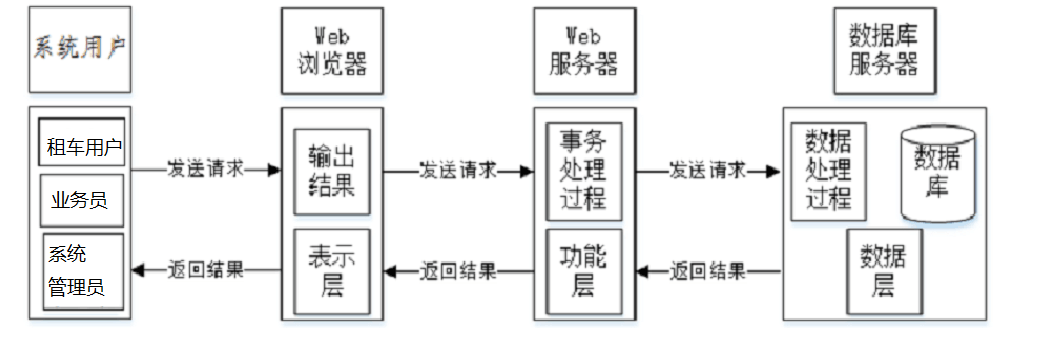 系统用户
Web
浏览器
Web
服务器
数据库
服务器
租车用户
业务员
系统
管理员
发送请求
返回结果
输出
结果
表示
层
发送请求
返回结果
事务
处理
过程
功能
层
发送请求
返回结果
数据
处理
过程
数据
库
数据
层